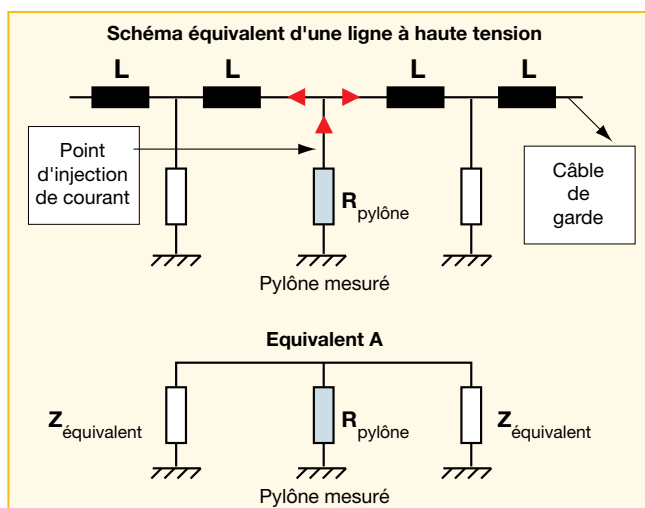 Schéma équivalent d'une ligne à haute tension
L L L L
Point
d'injection
de courant
R pylône
Câble
de
garde
Pylône mesuré
Equivalent A
Z équivalent R pylône Z équivalent
Pylône mesuré